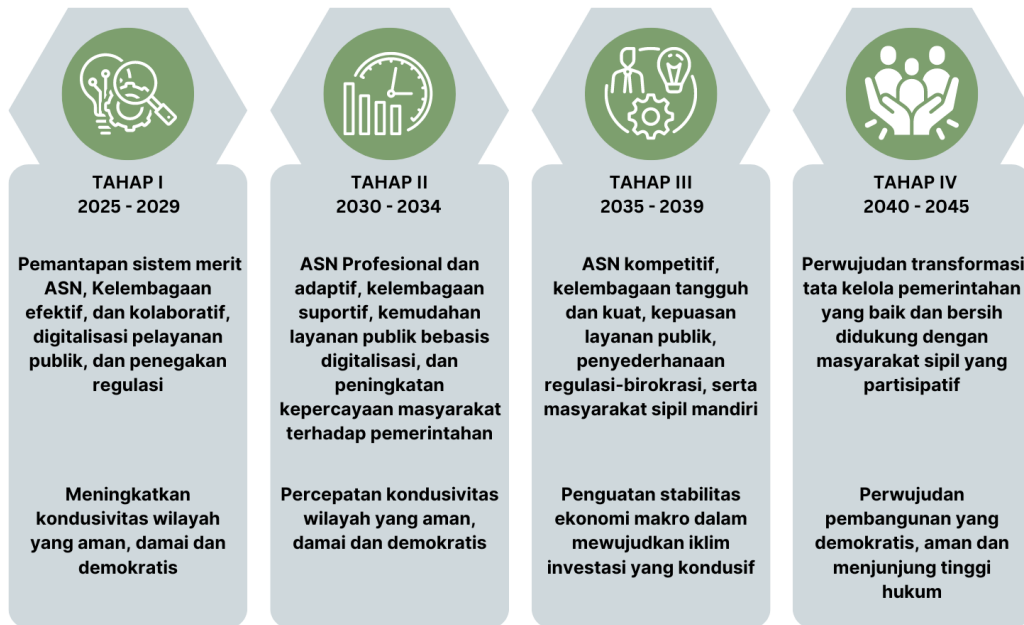 TAHAP I
2025 - 2029
Pemantapan sistem merit
ASN, Kelembagaan
efektif, dan kolaboratif,
digitalisasi pelayanan
publik, dan penegakan
regulasi
Meningkatkan
kondusivitas wilayah
yang aman, damai dan
demokratis
TAHAP II
2030 - 2034
ASN Profesional dan
adaptif, kelembagaan
suportif, kemudahan
layanan publik bebasis
digitalisasi, dan
peningkatan
kepercayaan masyarakat
terhadap pemerintahan
Percepatan kondusivitas
wilayah yang aman,
damai dan demokratis
TAHAP III
2035 - 2039
ASN kompetitif,
kelembagaan tangguh
dan kuat, kepuasan
layanan publik,
penyederhanaan
regulasi-birokrasi, serta
masyarakat sipil mandiri
Penguatan stabilitas
ekonomi makro dalam
mewujudkan iklim
investasi yang kondusif
TAHAP IV
2040 - 2045
Perwujudan transformasi
tata kelola pemerintahan
yang baik dan bersih
didukung dengan
masyarakat sipil yang
partisipatif
Perwujudan
pembangunan yang
demokratis, aman dan
menjunjung tinggi
hukum